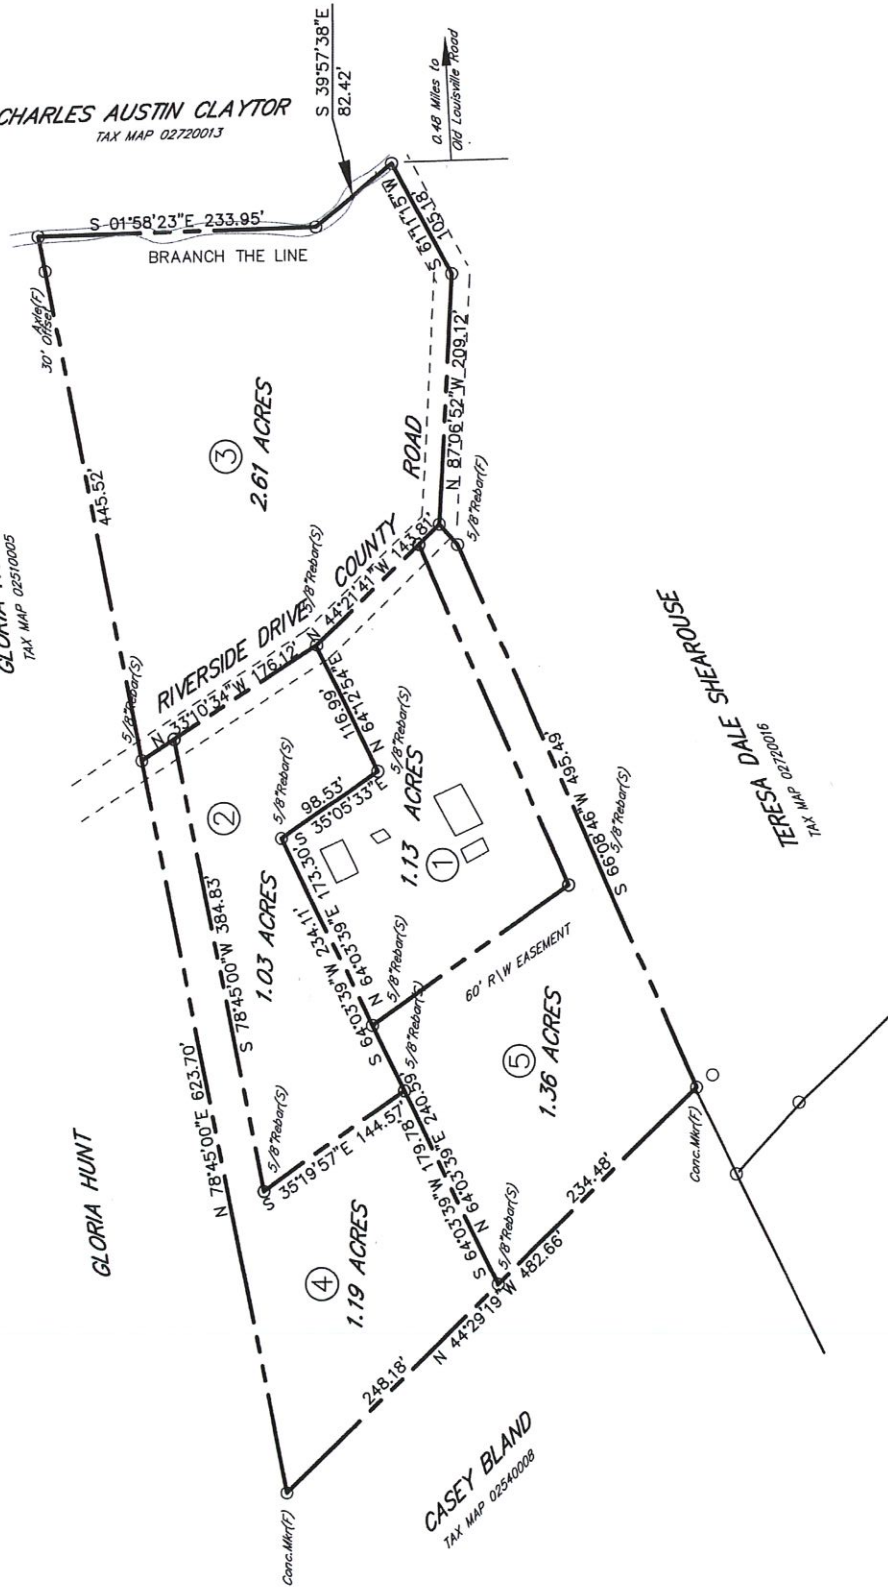 CHARLES AUSTIN CLAYTOR
TAX MAP 02720013
S 39°57'38"E
82.42'
0.48 Miles to
Old Louisville Road
S 01°58'23"E 233.95'
BRAANCH THE LINE
Axle(F)
30' Offset
S 61°11'15"W
105.18'
GLORIA
TAX MAP 02510005
445.52'
3
2.61 ACRES
ROAD
N 87°06'52"W 209.12'
5/8"Rebar(F)
5/8"Rebar(S)
RIVERSIDE DRIVE
COUNTY
5/8"Rebar(S)
N 44°21'41"W 143.81'
N 33°10'34"W 176.12'
116.99'
N 64°12'54"E
5/8"Rebar(S)
5/8"Rebar(S)
98.53'
S 35°05'33"E
2
1.03 ACRES
S 78°45'00"W 384.83'
N 64°03'39"E 173.30'
S 64°03'39"W 234.11'
1
1.13 ACRES
5/8"Rebar(S)
5/8"Rebar(S)
60' R\W EASEMENT
S 66°08'46"W 495.49'
5/8"Rebar(S)
TERESA DALE SHEAROUSE
TAX MAP 02720016
GLORIA HUNT
N 78°45'00"E 623.70'
5/8"Rebar(S)
S 35°19'57"E 144.57'
S 64°03'39"W 179.78'
N 64°03'39"E 240.59'
5
1.36 ACRES
Conc.Mkr(F)
234.48'
5/8"Rebar(S)
4
1.19 ACRES
N 44°29'19"W 482.66'
248.18'
Conc.Mkr(F)
CASEY BLAND
TAX MAP 02540008